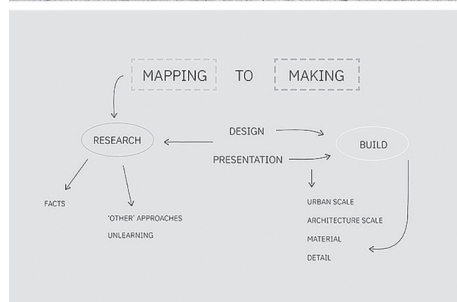 MAPPING TO MAKING
RESEARCH
DESIGN
PRESENTATION
BUILD
FACTS
'OTHER' APPROACHES
UNLEARNING
URBAN SCALE
ARCHITECTURE SCALE
MATERIAL
DETAIL